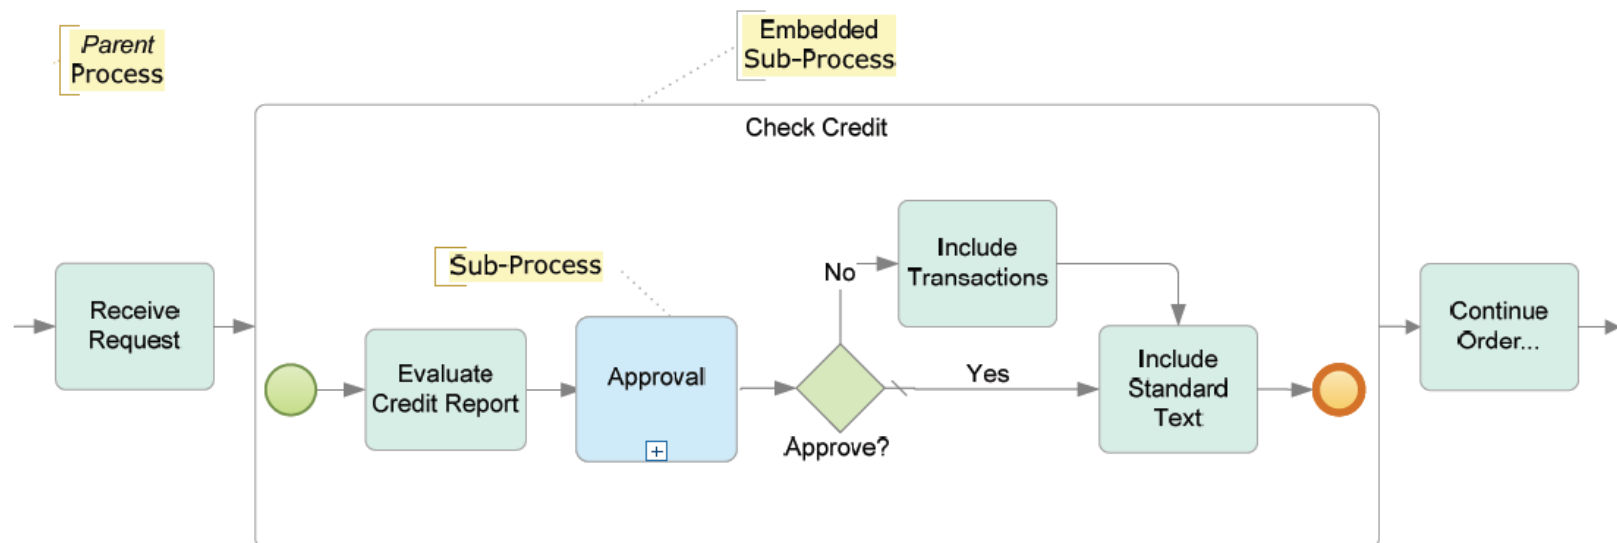 Parent
Process
Embedded
Sub-Process
Check Credit
Receive
Request
Sub-Process
Evaluate
Credit Report
Approval
No
Include
Transactions
Approve?
Yes
Include
Standard
Text
Continue
Order...